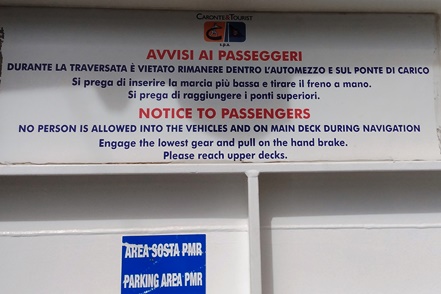 CARONTE & TOURIST
S.p.A.
AVVISI AI PASSEGGERI
DURANTE LA TRAVERSATA È VIETATO RIMANERE DENTRO L'AUTOMEZZO E SUL PONTE DI CARICO
Si prega di inserire la marcia più bassa e tirare il freno a mano.
Si prega di raggiungere i ponti superiori.
NOTICE TO PASSENGERS
NO PERSON IS ALLOWED INTO THE VEHICLES AND ON MAIN DECK DURING NAVIGATION
Engage the lowest gear and pull on the hand brake.
Please reach upper decks.
AREA SOSTA PMR
PARKING AREA PMR